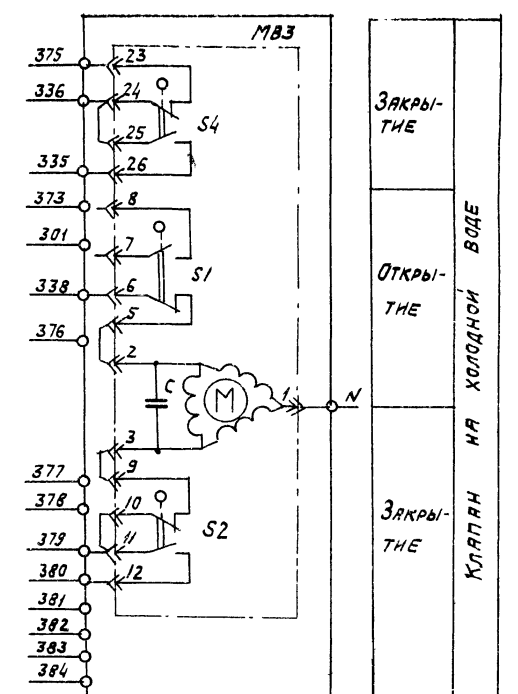 МВЗ
375
23
336
24
25
S4
335
26
373
8
301
7
S1
338
6
5
376
2
C
M
1
N
3
9
377
378
10
S2
379
11
380
12
381
382
383
384
ЗАКРЫ-
ТИЕ
ОТКРЫ-
ТИЕ
ЗАКРЫ-
ТИЕ
КЛАПАН НА ХОЛОДНОЙ ВОДЕ